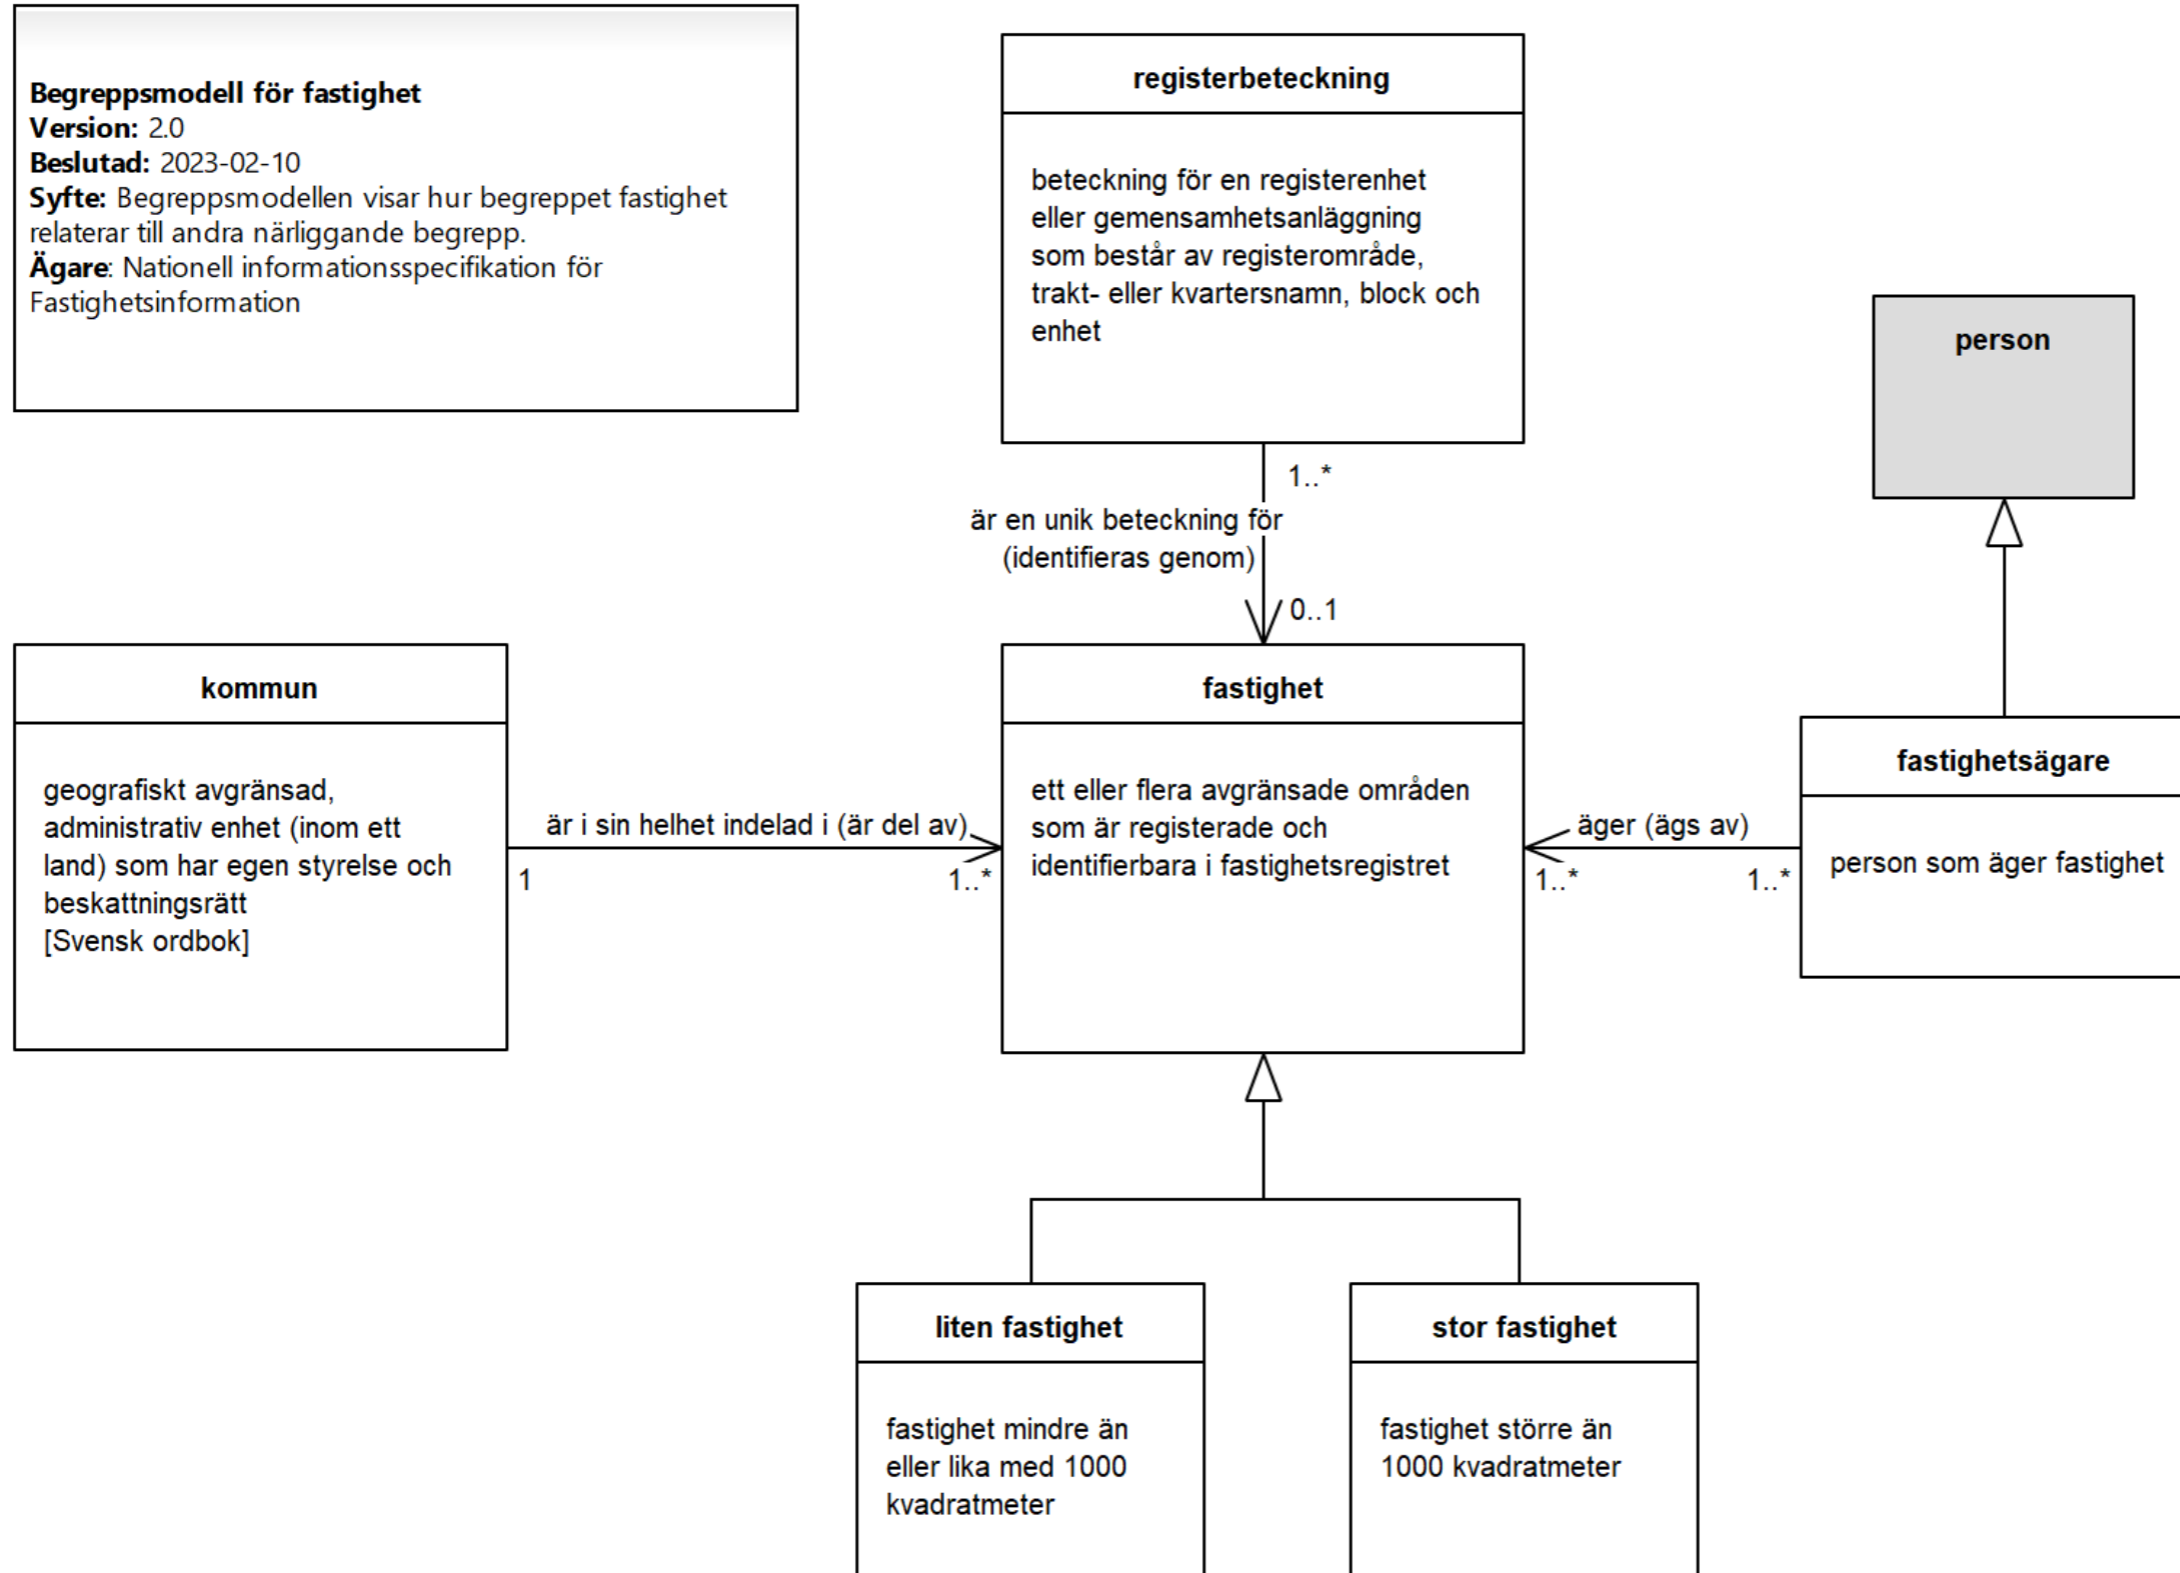 Begreppsmodell för fastighet
Version: 2.0
Beslutad: 2023-02-10
Syfte: Begreppsmodellen visar hur begreppet fastighet
relaterar till andra närliggande begrepp.
Ägare: Nationell informationsspecifikation för
Fastighetsinformation
registerbeteckning
beteckning för en registerenhet
eller gemensamhetsanläggning
som består av registerområde,
trakt- eller kvartersnamn, block och
enhet
person
1..*
är en unik beteckning för
(identifieras genom)
0..1
kommun
geografiskt avgränsad,
administrativ enhet (inom ett
land) som har egen styrelse och
beskattningsrätt
[Svensk ordbok]
är i sin helhet indelad i (är del av)
1
1..*
fastighet
ett eller flera avgränsade områden
som är registerade och
identifierbara i fastighetsregistret
äger (ägs av)
1..*
1..*
fastighetsägare
person som äger fastighet
liten fastighet
fastighet mindre än
eller lika med 1000
kvadratmeter
stor fastighet
fastighet större än
1000 kvadratmeter